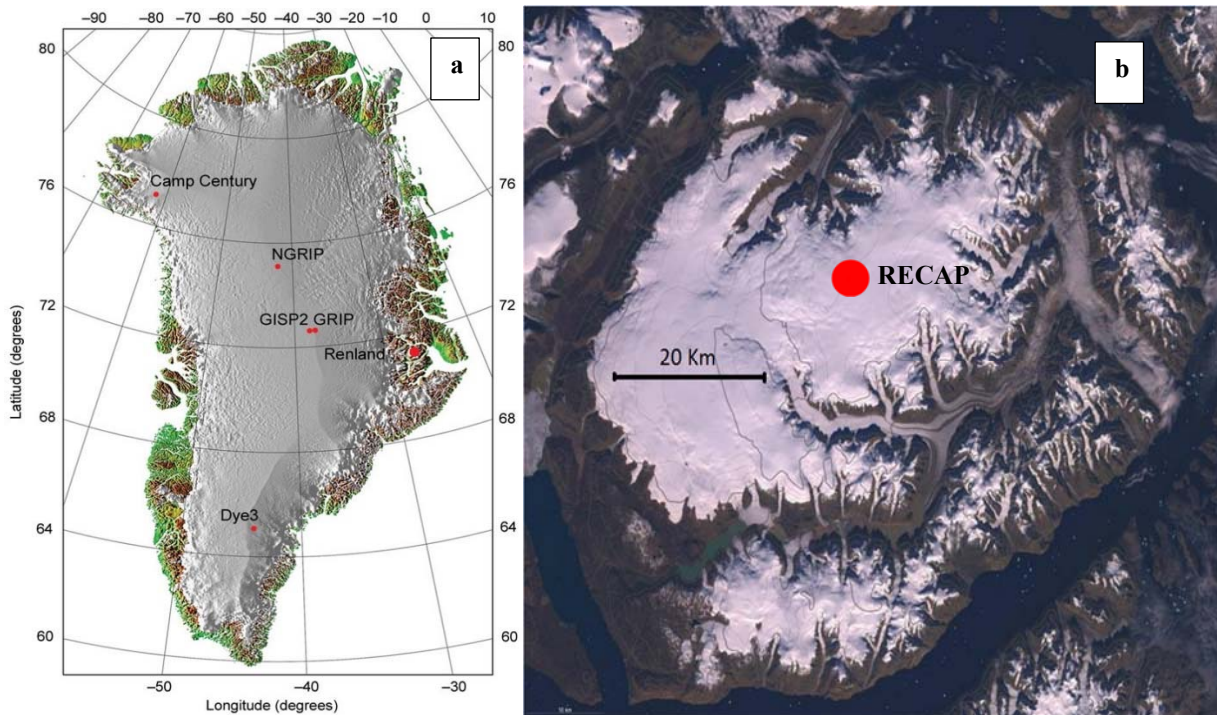 −90 −80 −70 −60 −50 −40 −30 −20 −10 0 10
a
80
80
76
76
72
72
68
68
64
64
60
60
Camp Century
NGRIP
GISP2 GRIP
Renland
Dye3
−50 −40 −30
Latitude (degrees)
Longitude (degrees)
b
RECAP
20 Km
10 km